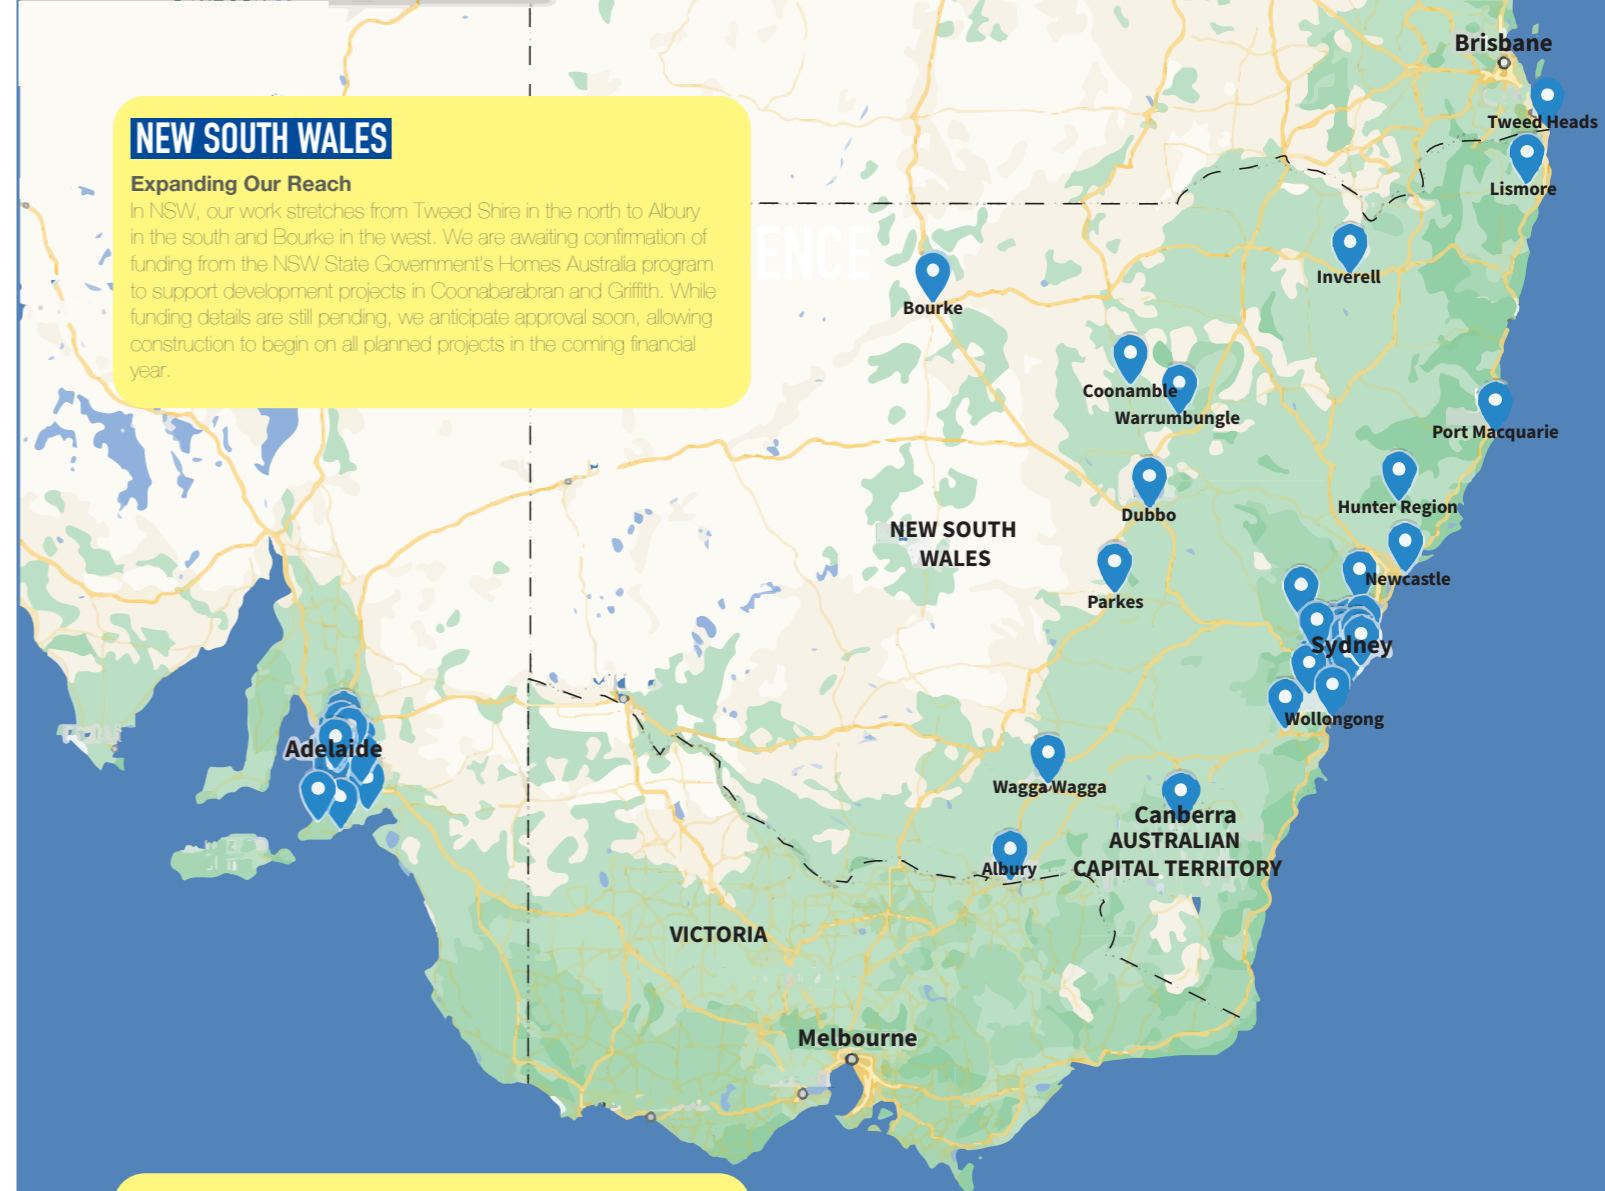 Brisbane
Tweed Heads
Lismore
NEW SOUTH WALES
Expanding Our Reach
In NSW, our work stretches from Tweed Shire in the north to Albury
in the south and Bourke in the west. We are awaiting confirmation of
funding from the NSW State Government's Homes Australia program
to support development projects in Coonabarabran and Griffith. While
funding details are still pending, we anticipate approval soon, allowing
construction to begin on all planned projects in the coming financial
year.
ENCE
Inverell
Bourke
Coonamble
Warrumbungle
Port Macquarie
Hunter Region
Dubbo
NEW SOUTH
WALES
Newcastle
Parkes
Sydney
Wollongong
Adelaide
Wagga Wagga
Canberra
AUSTRALIAN
CAPITAL TERRITORY
Albury
VICTORIA
Melbourne